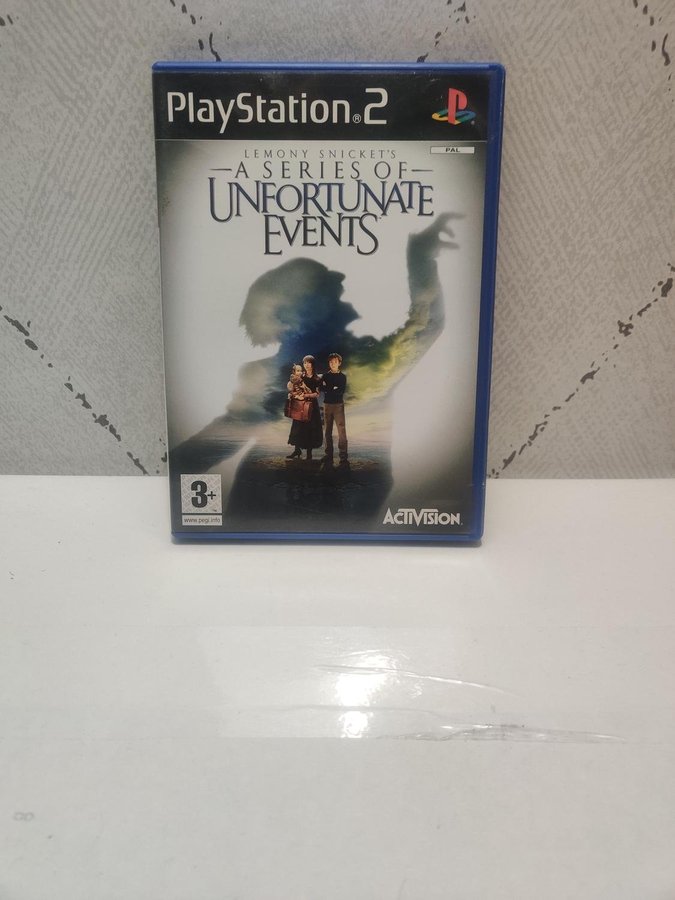 PlayStation®2
PAL
LEMONY SNICKET'S
A SERIES OF
UNFORTUNATE
EVENTS
3+
www.pegi.info
ACTIVISION